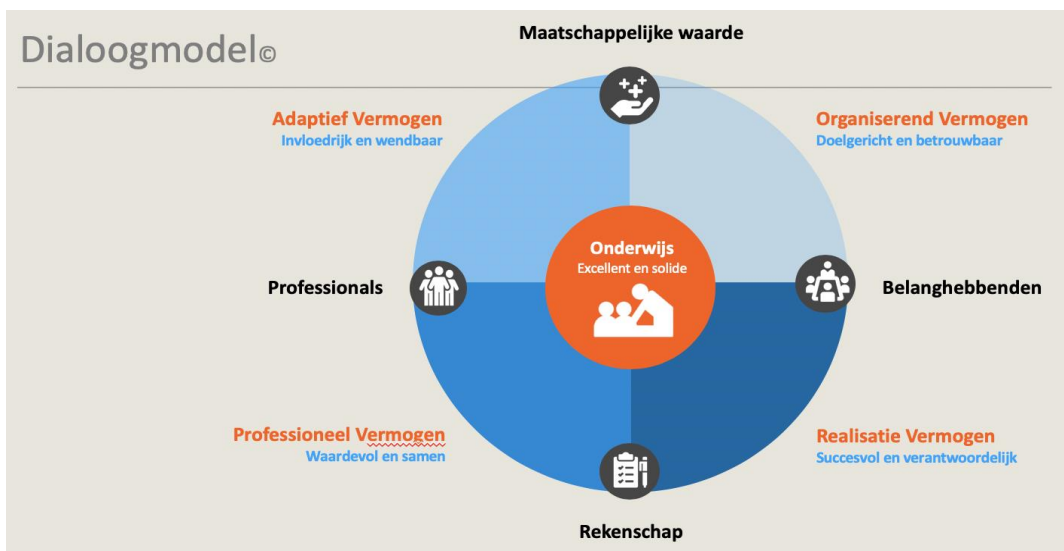 Dialoogmodel©
Maatschappelijke waarde
Adaptief Vermogen
Invloedrijk en wendbaar
Organiserend Vermogen
Doelgericht en betrouwbaar
Onderwijs
Excellent en solide
Professionals
Belanghebbenden
Professioneel Vermogen
Waardevol en samen
Realisatie Vermogen
Succesvol en verantwoordelijk
Rekenschap